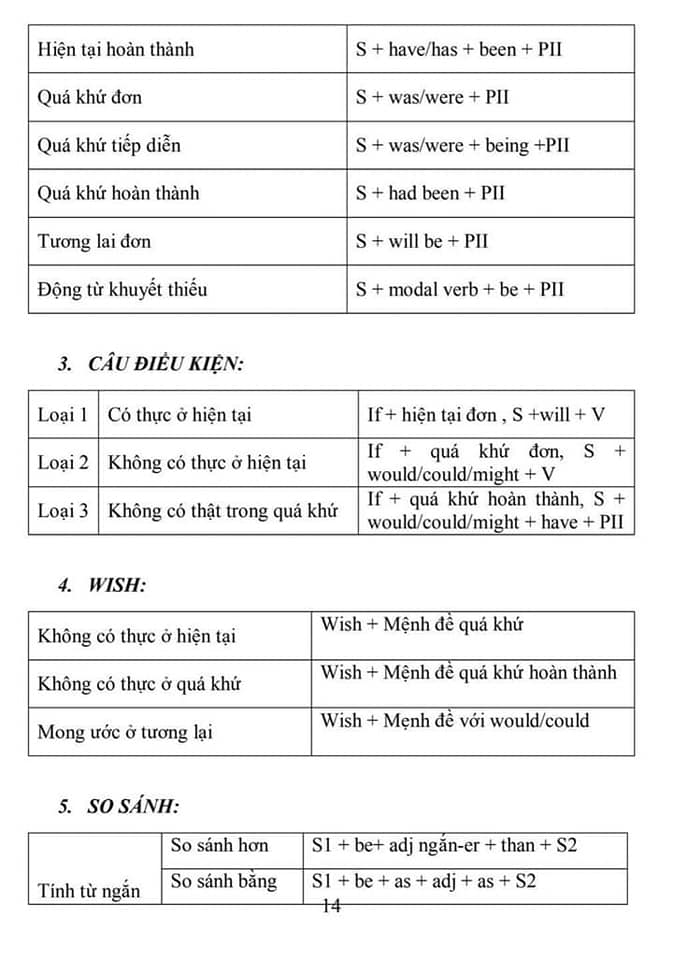 Hiện tại hoàn thành S + have/has + been + PII
Quá khứ đơn S + was/were + PII
Quá khứ tiếp diễn S + was/were + being +PII
Quá khứ hoàn thành S + had been + PII
Tương lai đơn S + will be + PII
Động từ khuyết thiếu S + modal verb + be + PII
3. CÂU ĐIỀU KIỆN:
Loại 1 Có thực ở hiện tại If + hiện tại đơn , S +will + V
Loại 2 Không có thực ở hiện tại If + quá khứ đơn, S +
would/could/might + V
Loại 3 Không có thật trong quá khứ If + quá khứ hoàn thành, S +
would/could/might + have + PII
4. WISH:
Không có thực ở hiện tại Wish + Mệnh đề quá khứ
Không có thực ở quá khứ Wish + Mệnh đề quá khứ hoàn thành
Mong ước ở tương lại Wish + Mẹnh đề với would/could
5. SO SÁNH:
So sánh hơn S1 + be+ adj ngắn-er + than + S2
Tính từ ngắn So sánh bằng S1 + be + as + adj + as + S2
14